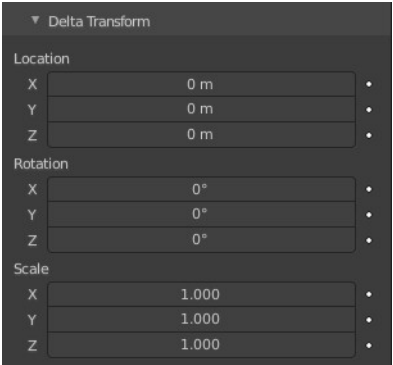 Delta Transform
Location
X 0 m
Y 0 m
Z 0 m
Rotation
X 0°
Y 0°
Z 0°
Scale
X 1.000
Y 1.000
Z 1.000